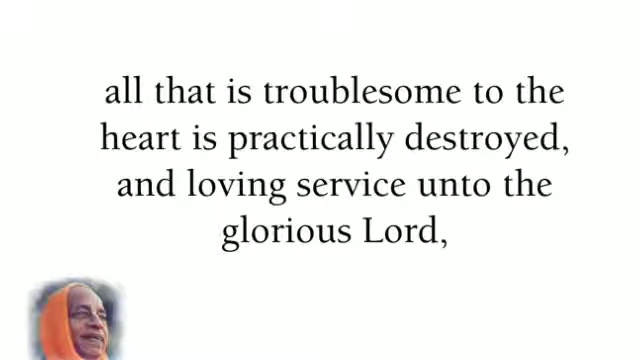 all that is troublesome to the
heart is practically destroyed,
and loving service unto the
glorious Lord,